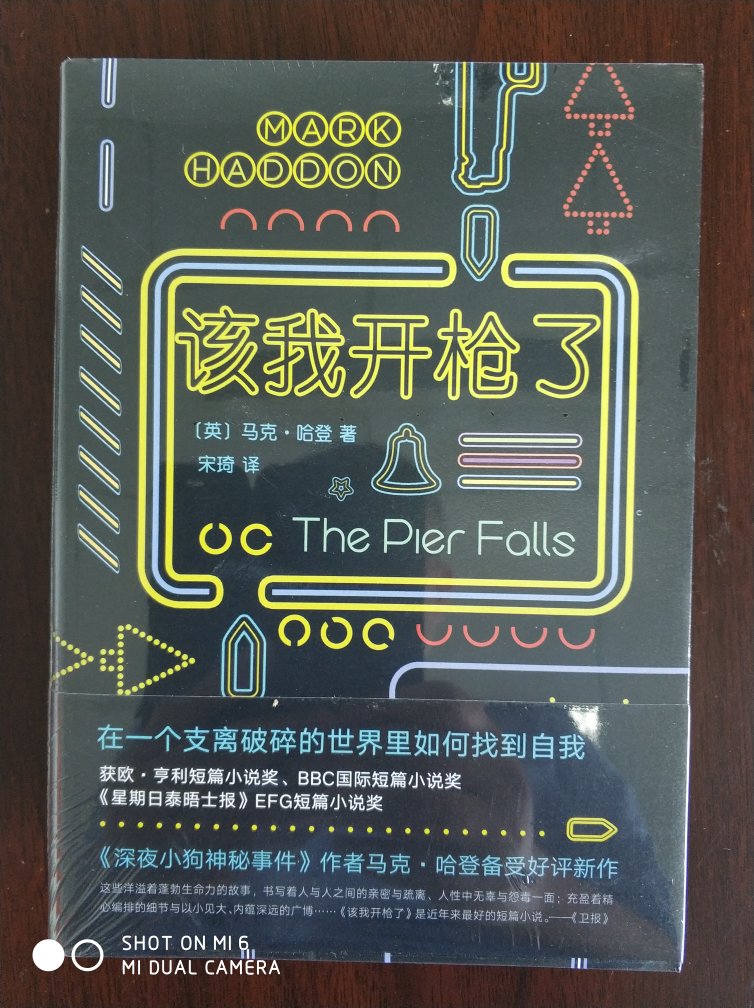 MARK
HADDON
该我开枪了
〔英〕马克·哈登 著
宋琦 译
The Pier Falls
在一个支离破碎的世界里如何找到自我
获欧·亨利短篇小说奖、BBC国际短篇小说奖
《星期日泰晤士报》EFG短篇小说奖
《深夜小狗神秘事件》作者马克·哈登备受好评新作
这些洋溢着蓬勃生命力的故事，书写着人与人之间的亲密与疏离、人性中无辜与怨毒一面；充盈着精
心编排的细节与以小见大、内蕴深远的广博……《该我开枪了》是近年来最好的短篇小说。——《卫报》
SHOT ON MI 6
MI DUAL CAMERA